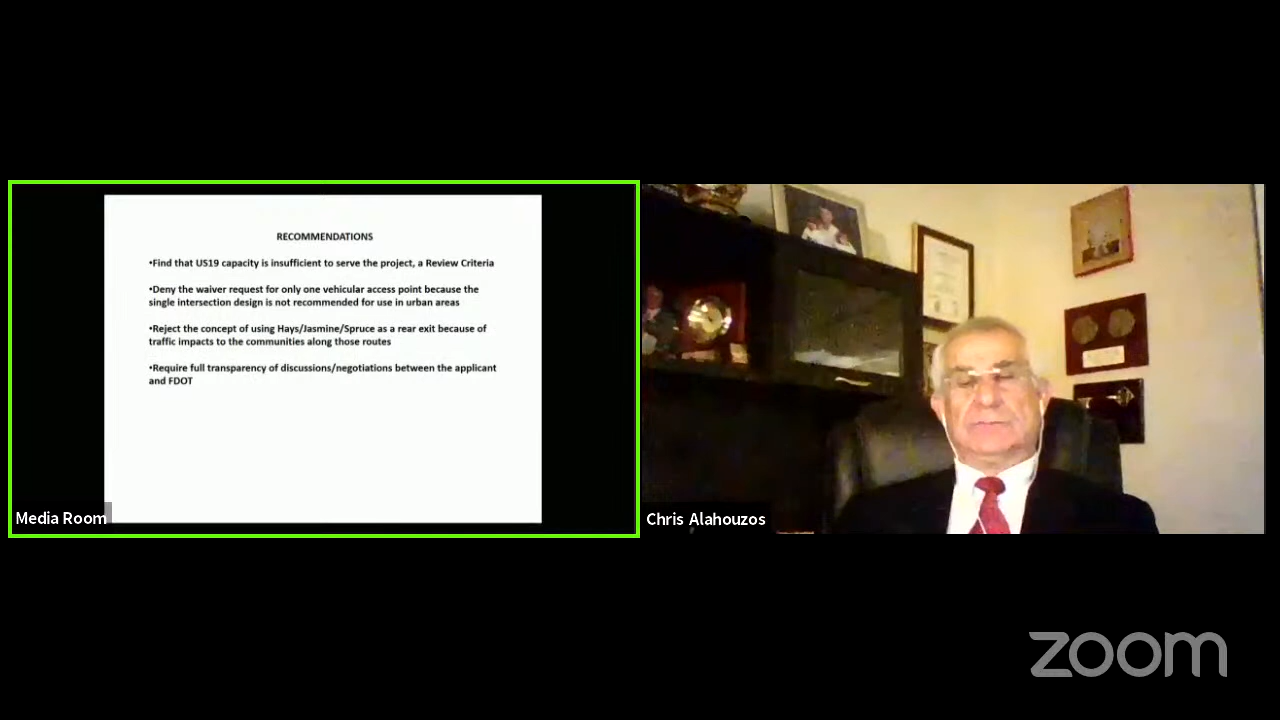 RECOMMENDATIONS
•Find that US19 capacity is insufficient to serve the project, a Review Criteria
•Deny the waiver request for only one vehicular access point because the
single intersection design is not recommended for use in urban areas
•Reject the concept of using Hays/Jasmine/Spruce as a rear exit because of
traffic impacts to the communities along those routes
•Require full transparency of discussions/negotiations between the applicant
and FDOT
Media Room
Chris Alahouzos
zoom